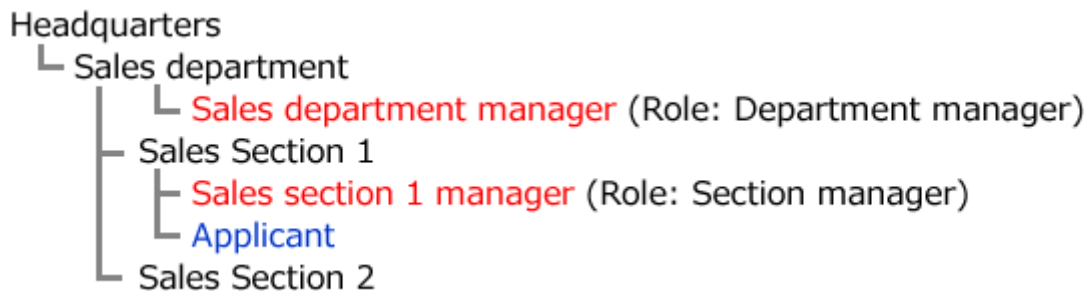 Headquarters
Sales department
Sales department manager (Role: Department manager)
Sales Section 1
Sales section 1 manager (Role: Section manager)
Applicant
Sales Section 2